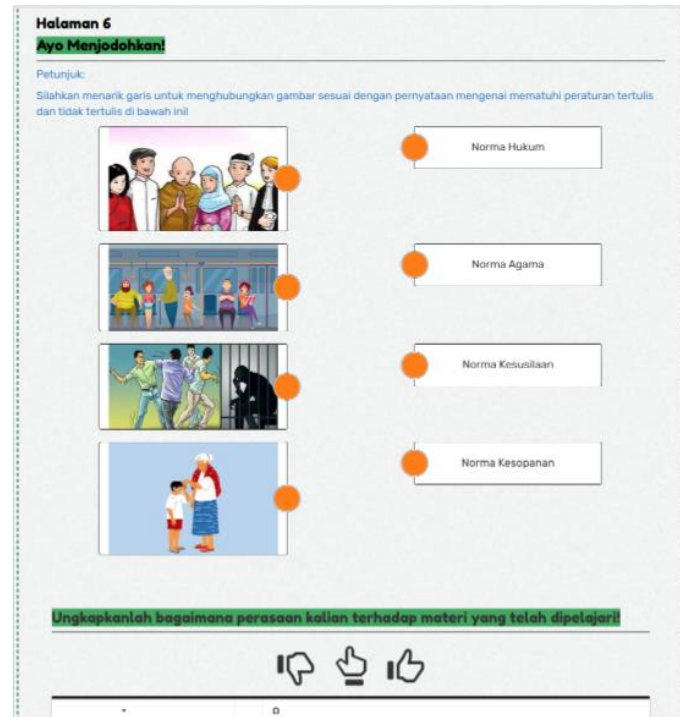 Halaman 6
Ayo Menjodohkan!
Petunjuk:
Silahkan menarik garis untuk menghubungkan gambar sesuai dengan pernyataan mengenai mematuhi peraturan tertulis
dan tidak tertulis di bawah ini!
Norma Hukum
Norma Agama
Norma Kesusilaan
Norma Kesopanan
Ungkapkanlah bagaimana perasaan kalian terhadap materi yang telah dipelajari!